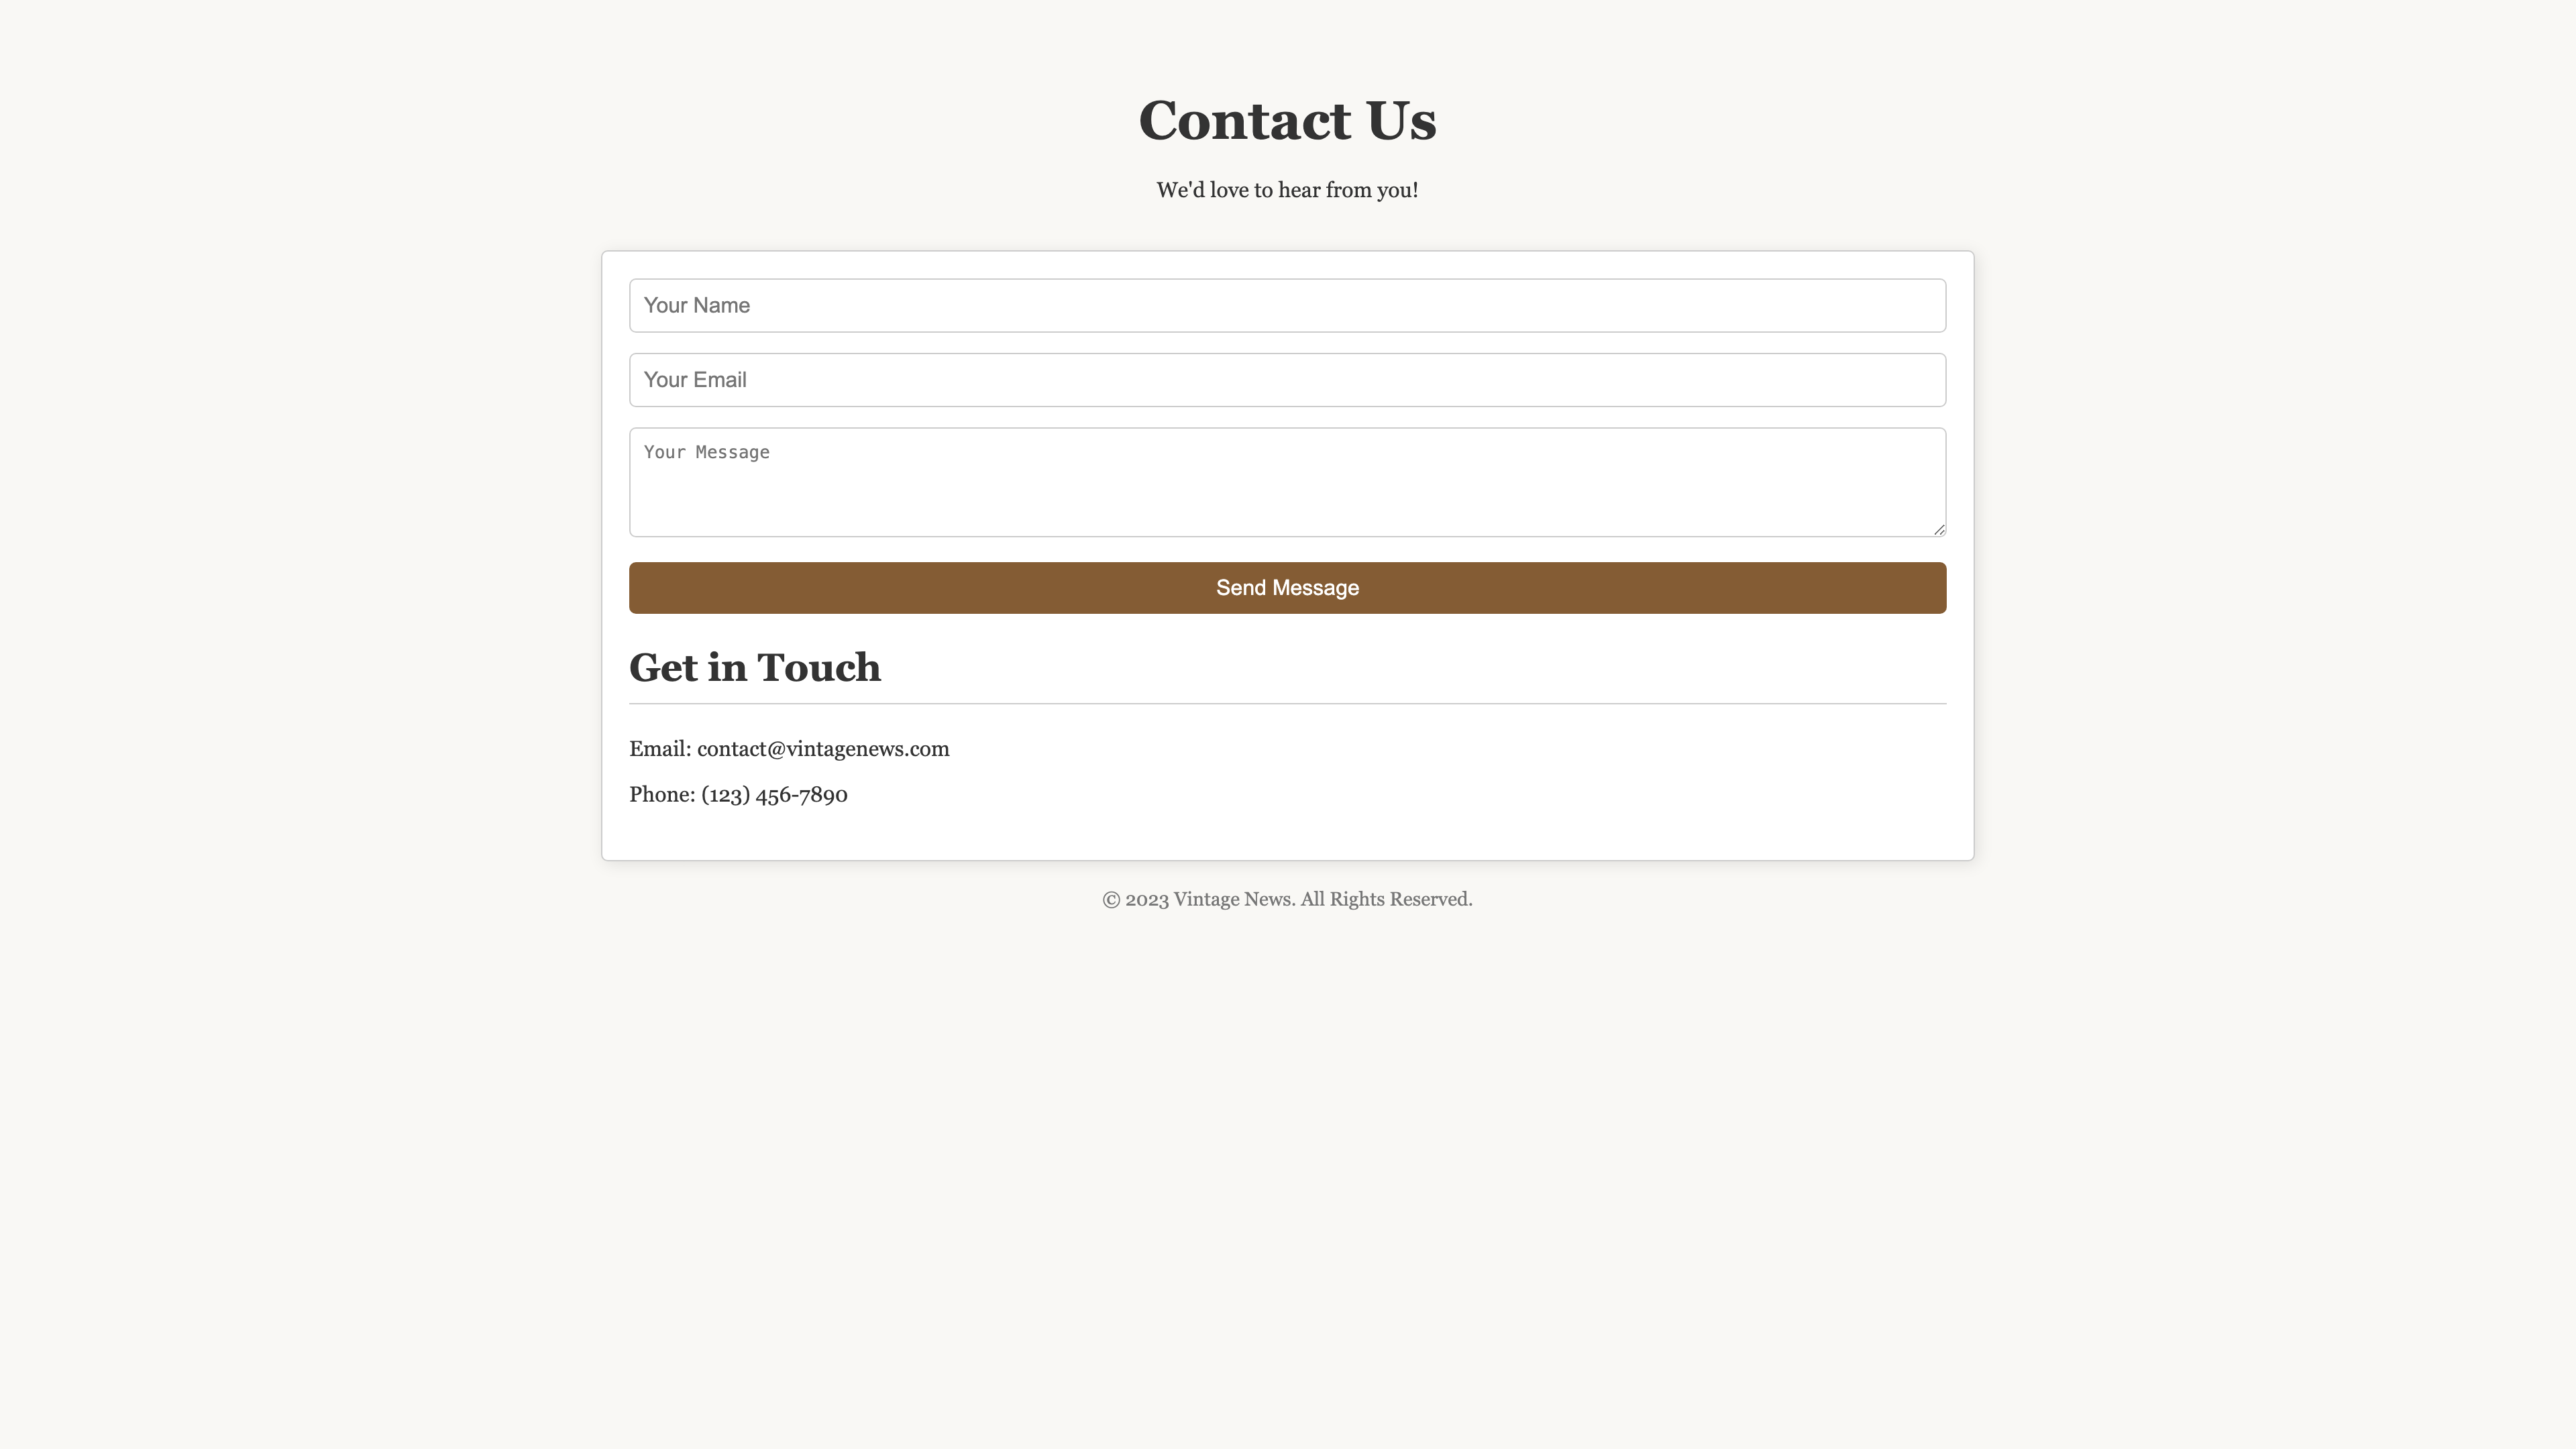 Contact Us
We'd love to hear from you!
Your Name
Your Email
Your Message
Send Message
Get in Touch
Email: contact@vintagenews.com
Phone: (123) 456-7890
© 2023 Vintage News. All Rights Reserved.